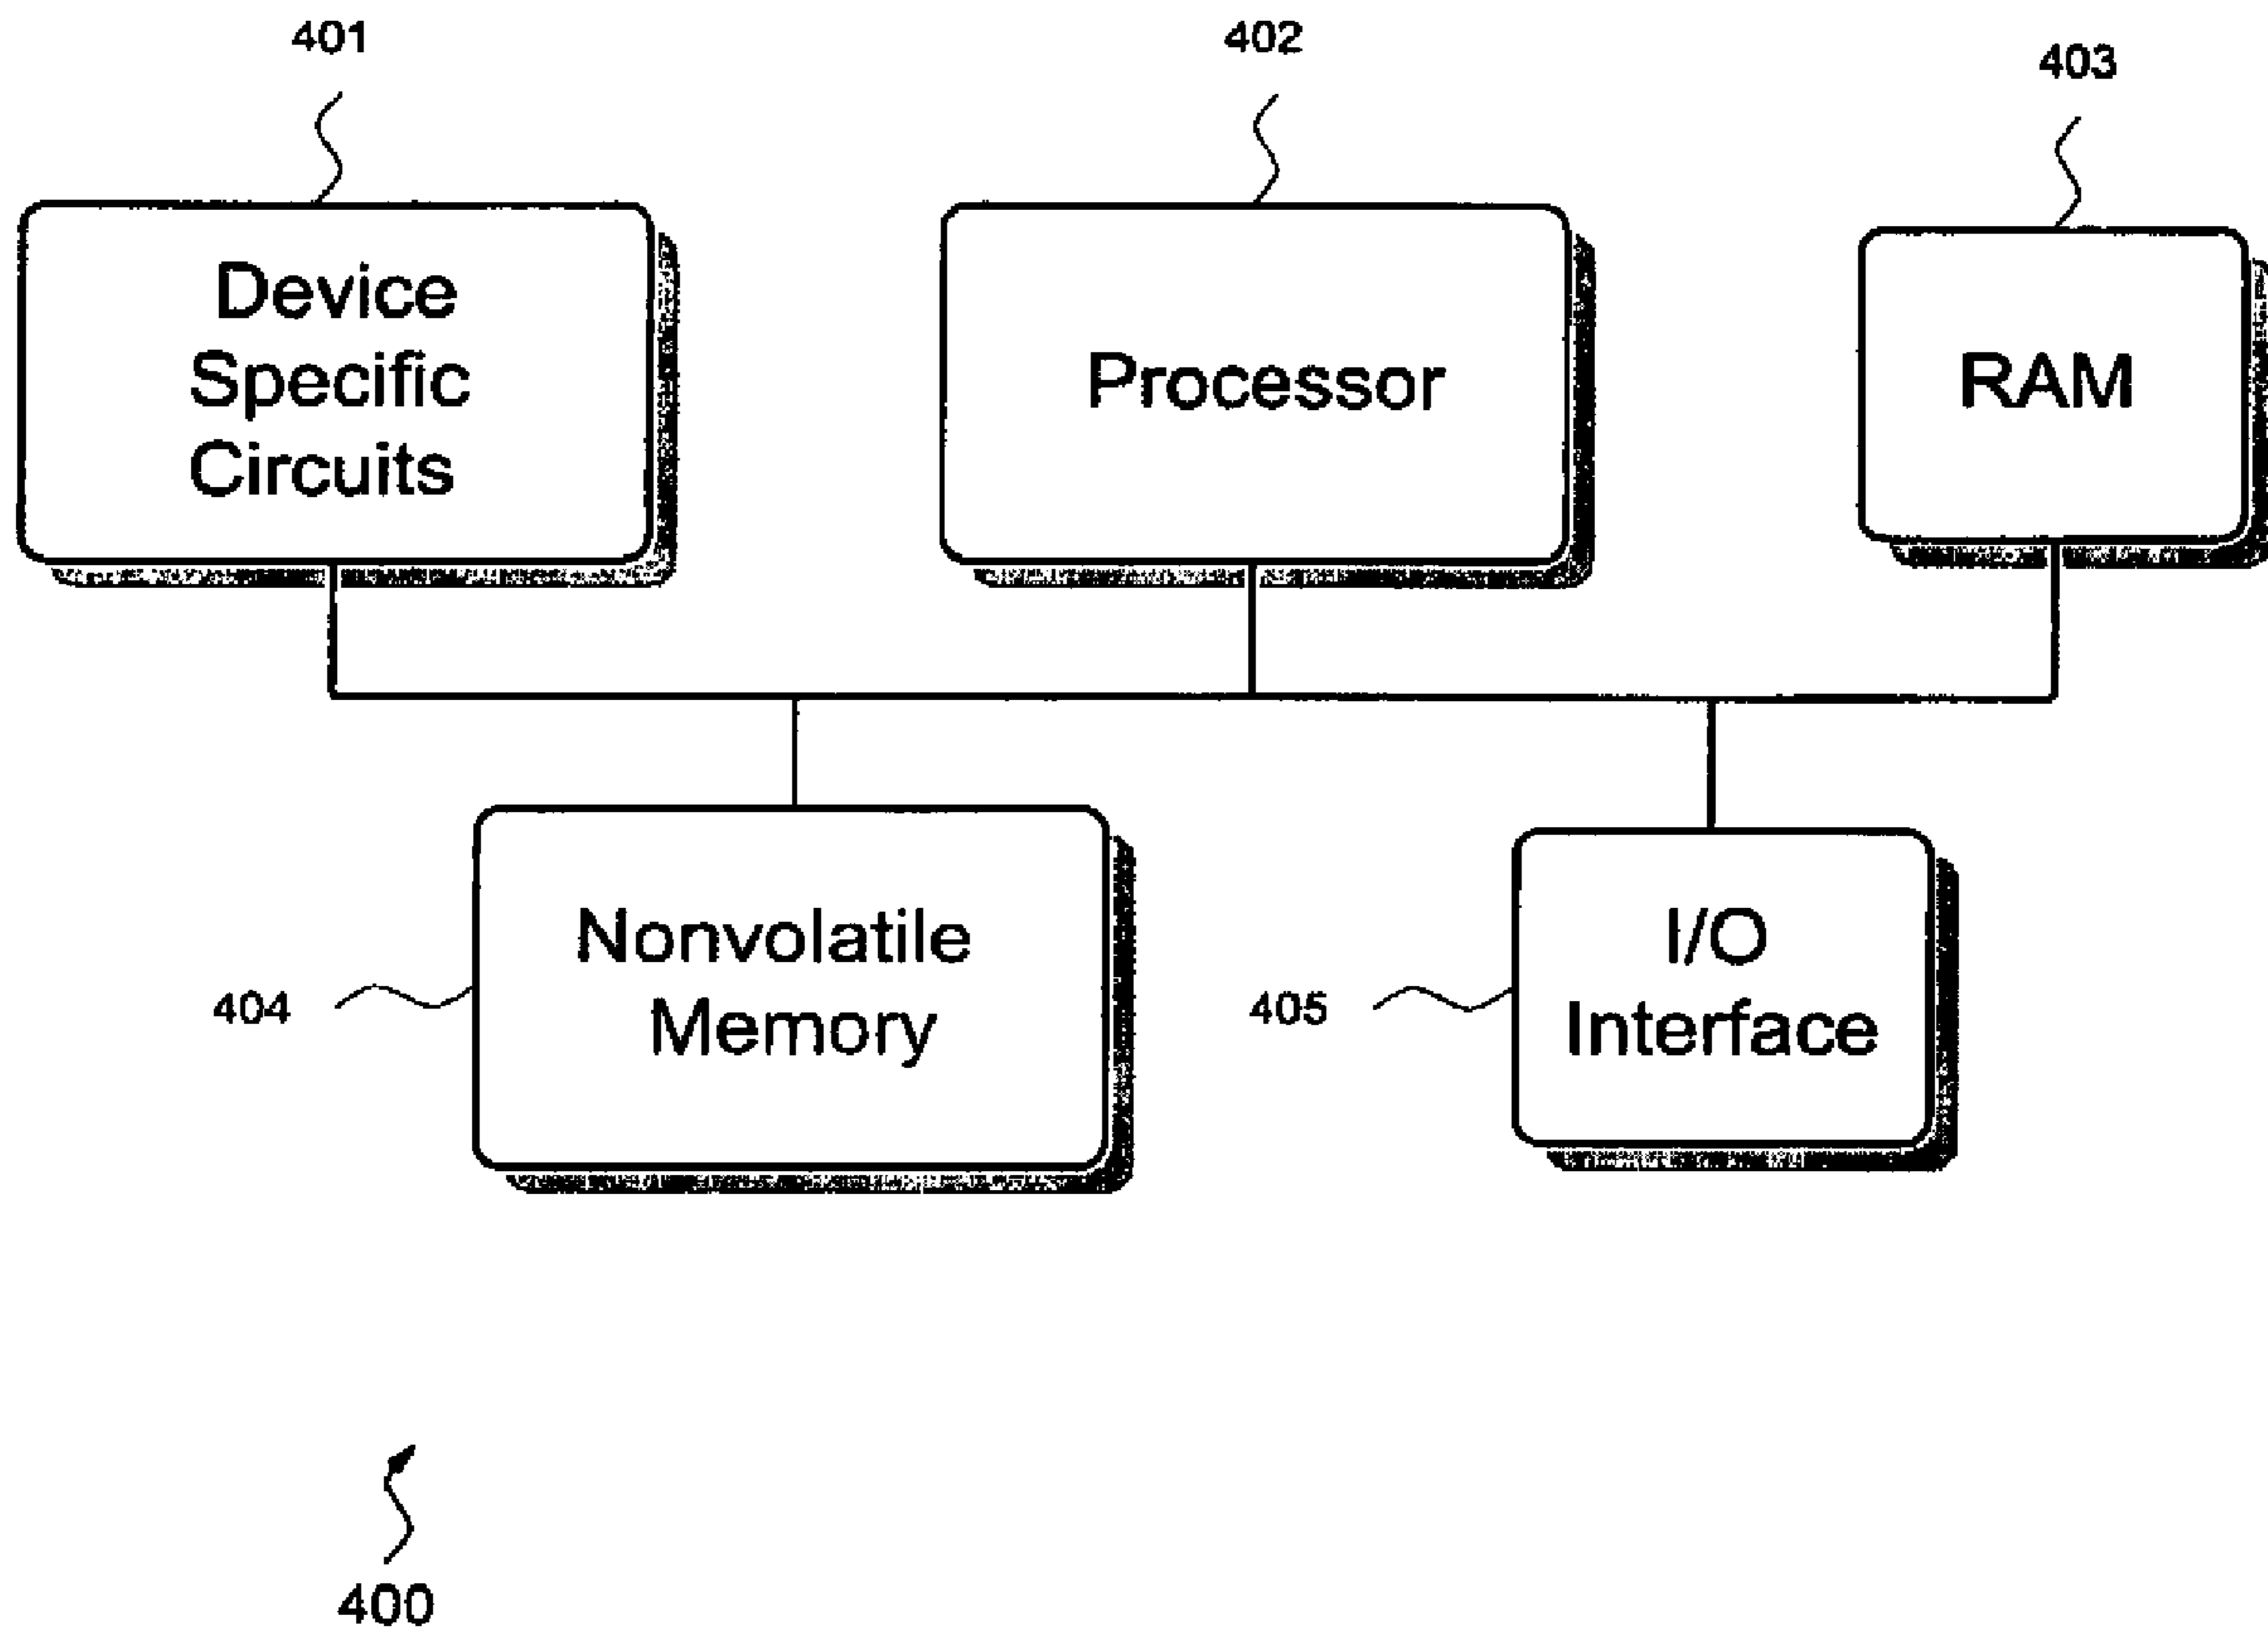 401
402
403
Device
Specific
Circuits
Processor
RAM
Nonvolatile
Memory
404
I/O
Interface
405
400